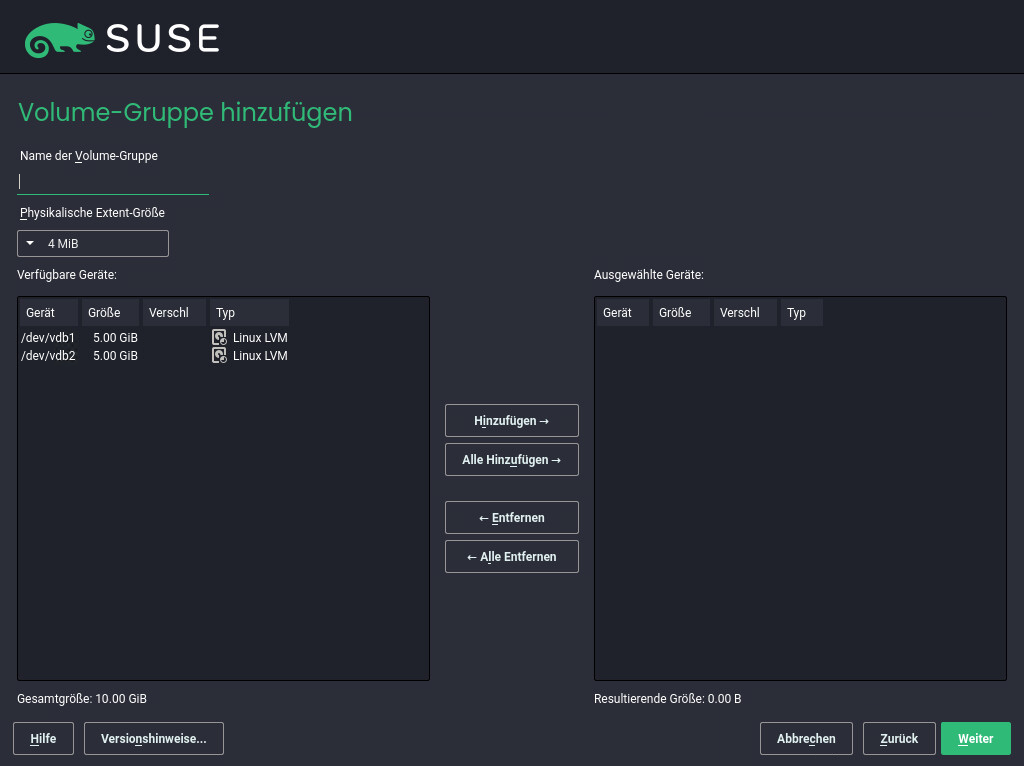 SUSE
Volume-Gruppe hinzufügen
Name der Volume-Gruppe
Physikalische Extent-Größe
4 MiB
Verfügbare Geräte:
Gerät Größe Verschl Typ
/dev/vdb1 5.00 GiB Linux LVM
/dev/vdb2 5.00 GiB Linux LVM
Hinzufügen →
Alle Hinzufügen →
← Entfernen
← Alle Entfernen
Ausgewählte Geräte:
Gerät Größe Verschl Typ
Gesamtgröße: 10.00 GiB
Resultierende Größe: 0.00 B
Hilfe Versionshinweise... Abbrechen Zurück Weiter